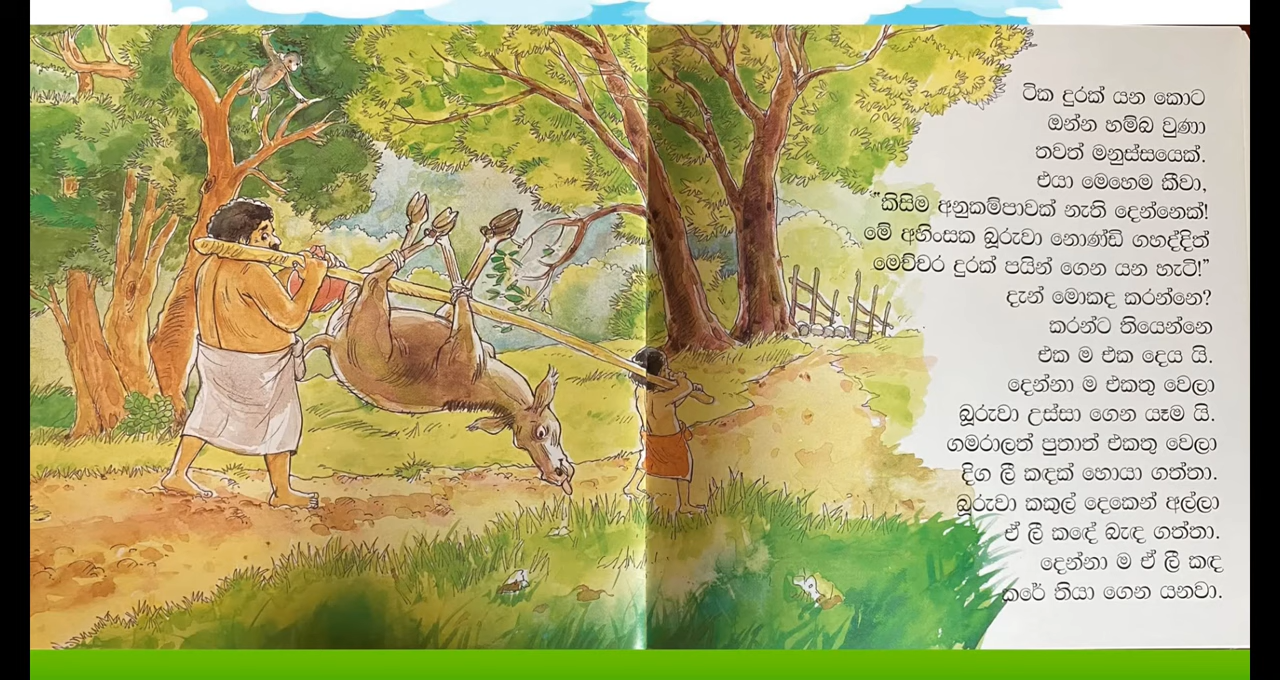 ටික දුරක් යන කොට
ඔන්න හම්බ වුණා
තවත් මනුස්සයෙක්.
එයා මෙහෙම කීවා,
"කිසිම අනුකම්පාවක් නැති දෙන්නෙක්!
මේ අහිංසක බූරුවා නොණ්ඩි ගහද්දිත්
මෙච්චර දුරක් පයින් ගෙන යන හැටි!"
දැන් මොකද කරන්නෙ?
කරන්ට තියෙන්නෙ
එක ම එක දෙය යි.
දෙන්නා ම එකතු වෙලා
බූරුවා උස්සා ගෙන යෑම යි.
ගමරාලත් පුතාත් එකතු වෙලා
දිග ලී කඳක් හොයා ගත්තා.
බූරුවා කකුල් දෙකෙන් අල්ලා
ඒ ලී කඳේ බැඳ ගත්තා.
දෙන්නා ම ඒ ලී කඳ
කරේ තියා ගෙන යනවා.